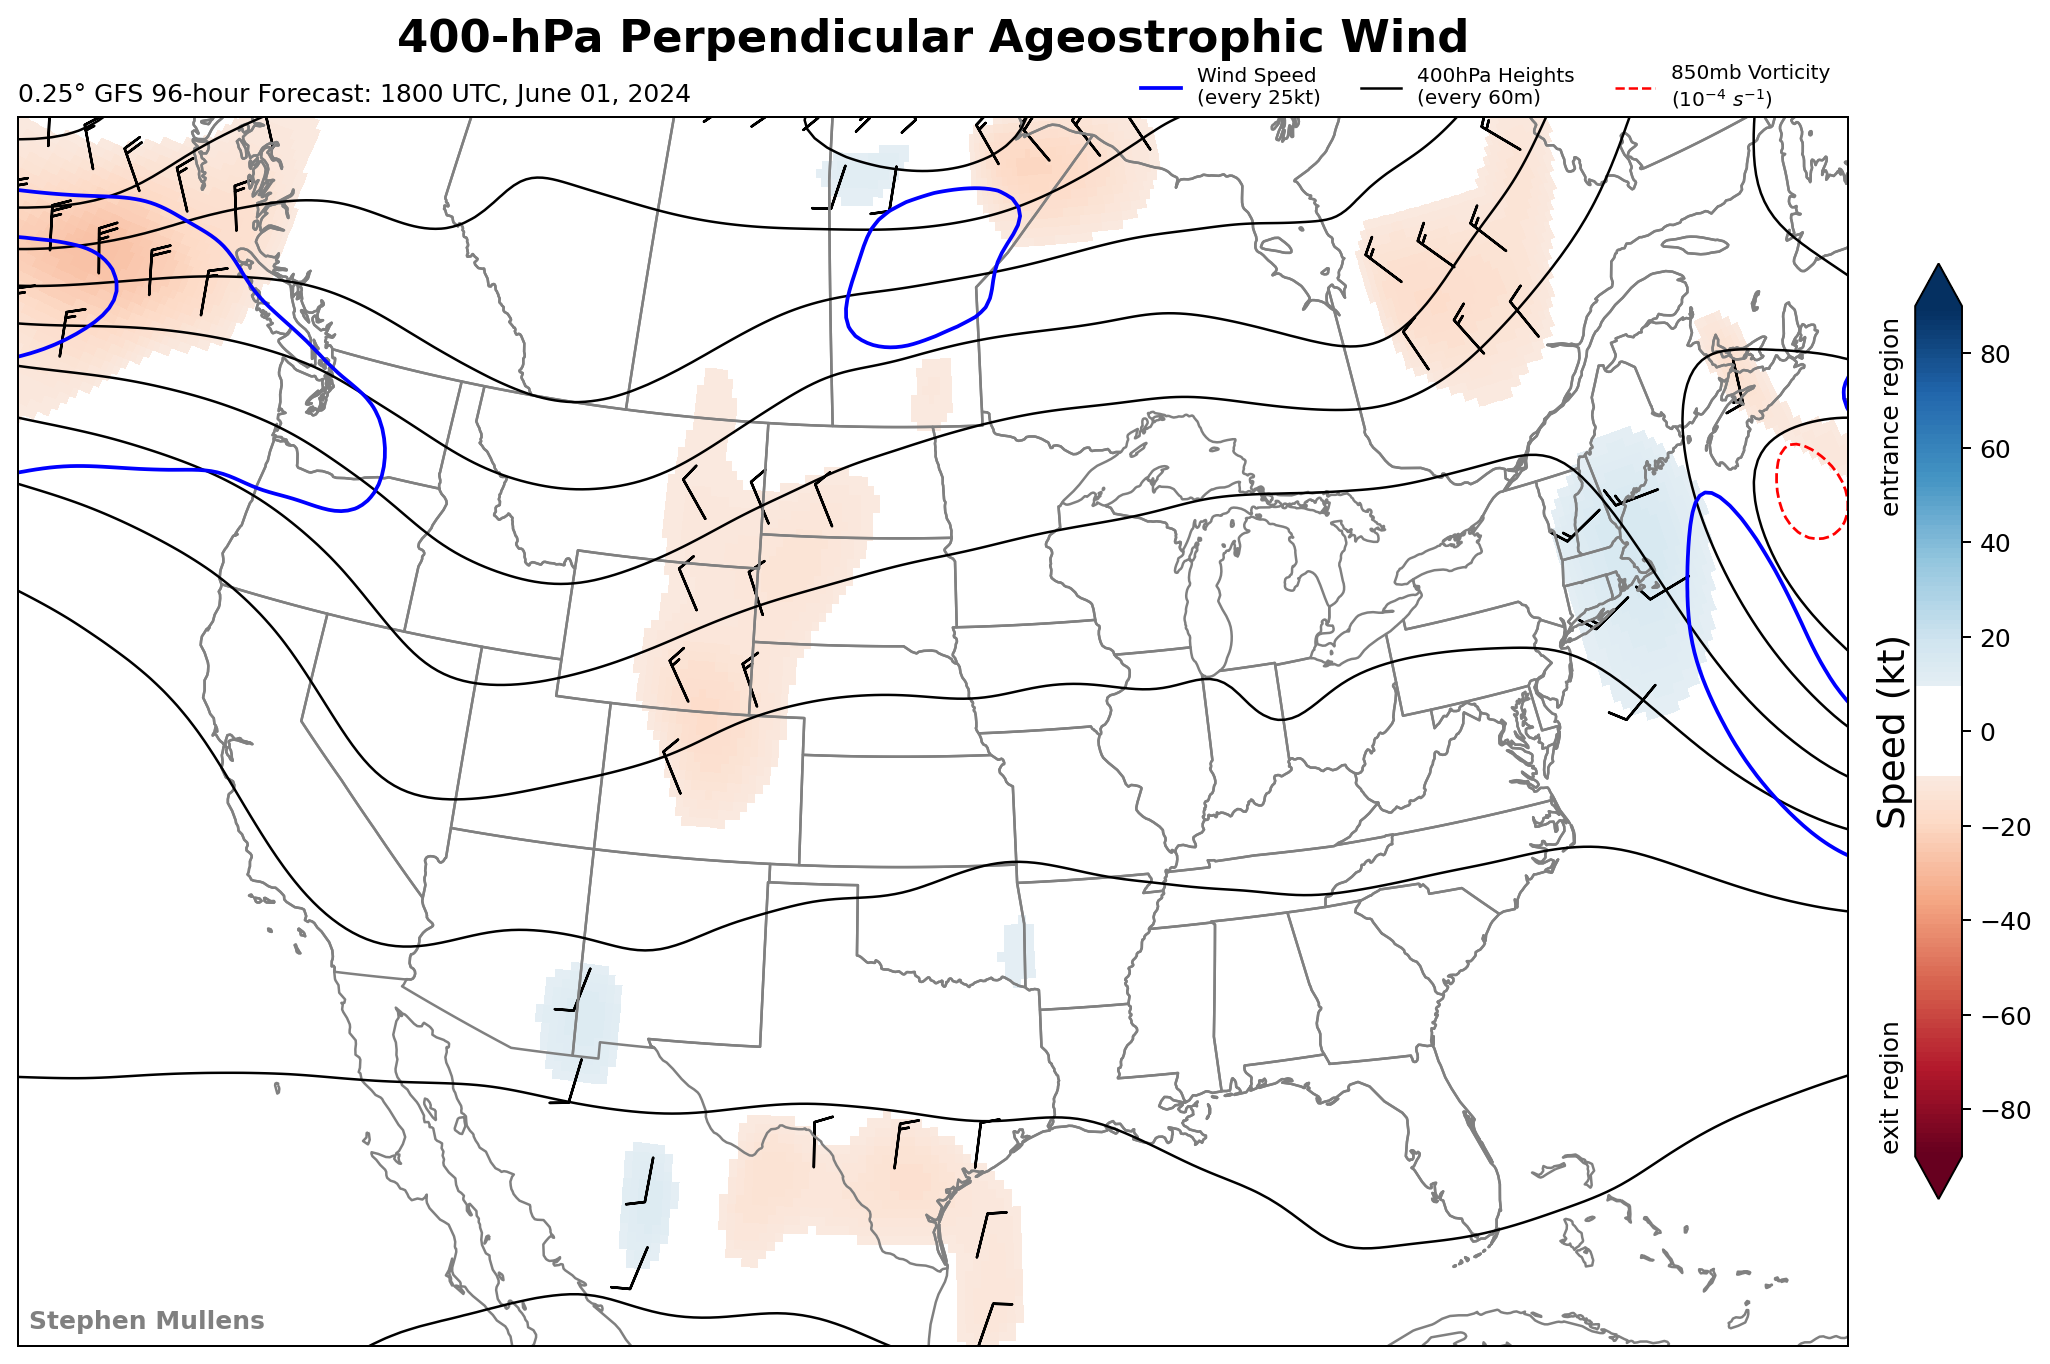 400-hPa Perpendicular Ageostrophic Wind
0.25° GFS 96-hour Forecast: 1800 UTC, June 01, 2024
Wind Speed
(every 25kt)
400hPa Heights
(every 60m)
850mb Vorticity
(10⁻⁴ s⁻¹)
entrance region
Speed (kt)
exit region
80
60
40
20
0
−20
−40
−60
−80
Stephen Mullens